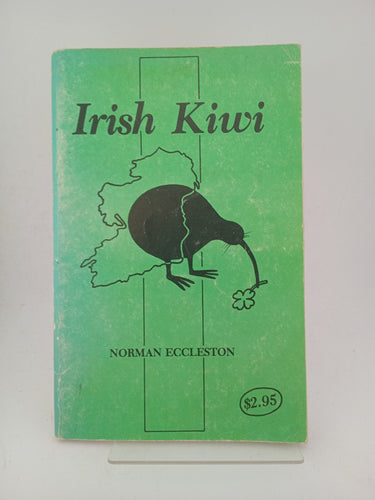 Irish Kiwi
NORMAN ECCLESTON
$2.95